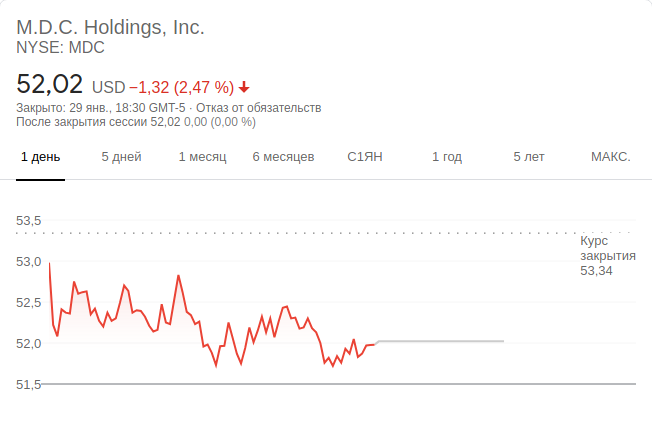 M.D.C. Holdings, Inc.
NYSE: MDC
52,02 USD −1,32 (2,47 %)
Закрыто: 29 янв., 18:30 GMT-5 · Отказ от обязательств
После закрытия сессии 52,02 0,00 (0,00 %)
1 день 5 дней 1 месяц 6 месяцев С1ЯН 1 год 5 лет МАКС.
53,5
Курс
закрытия
53,34
53,0
52,5
52,0
51,5